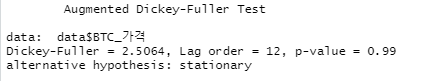 Augmented Dickey-Fuller Test
data:  data$BTC_가격
Dickey-Fuller = 2.5064, Lag order = 12, p-value = 0.99
alternative hypothesis: stationary